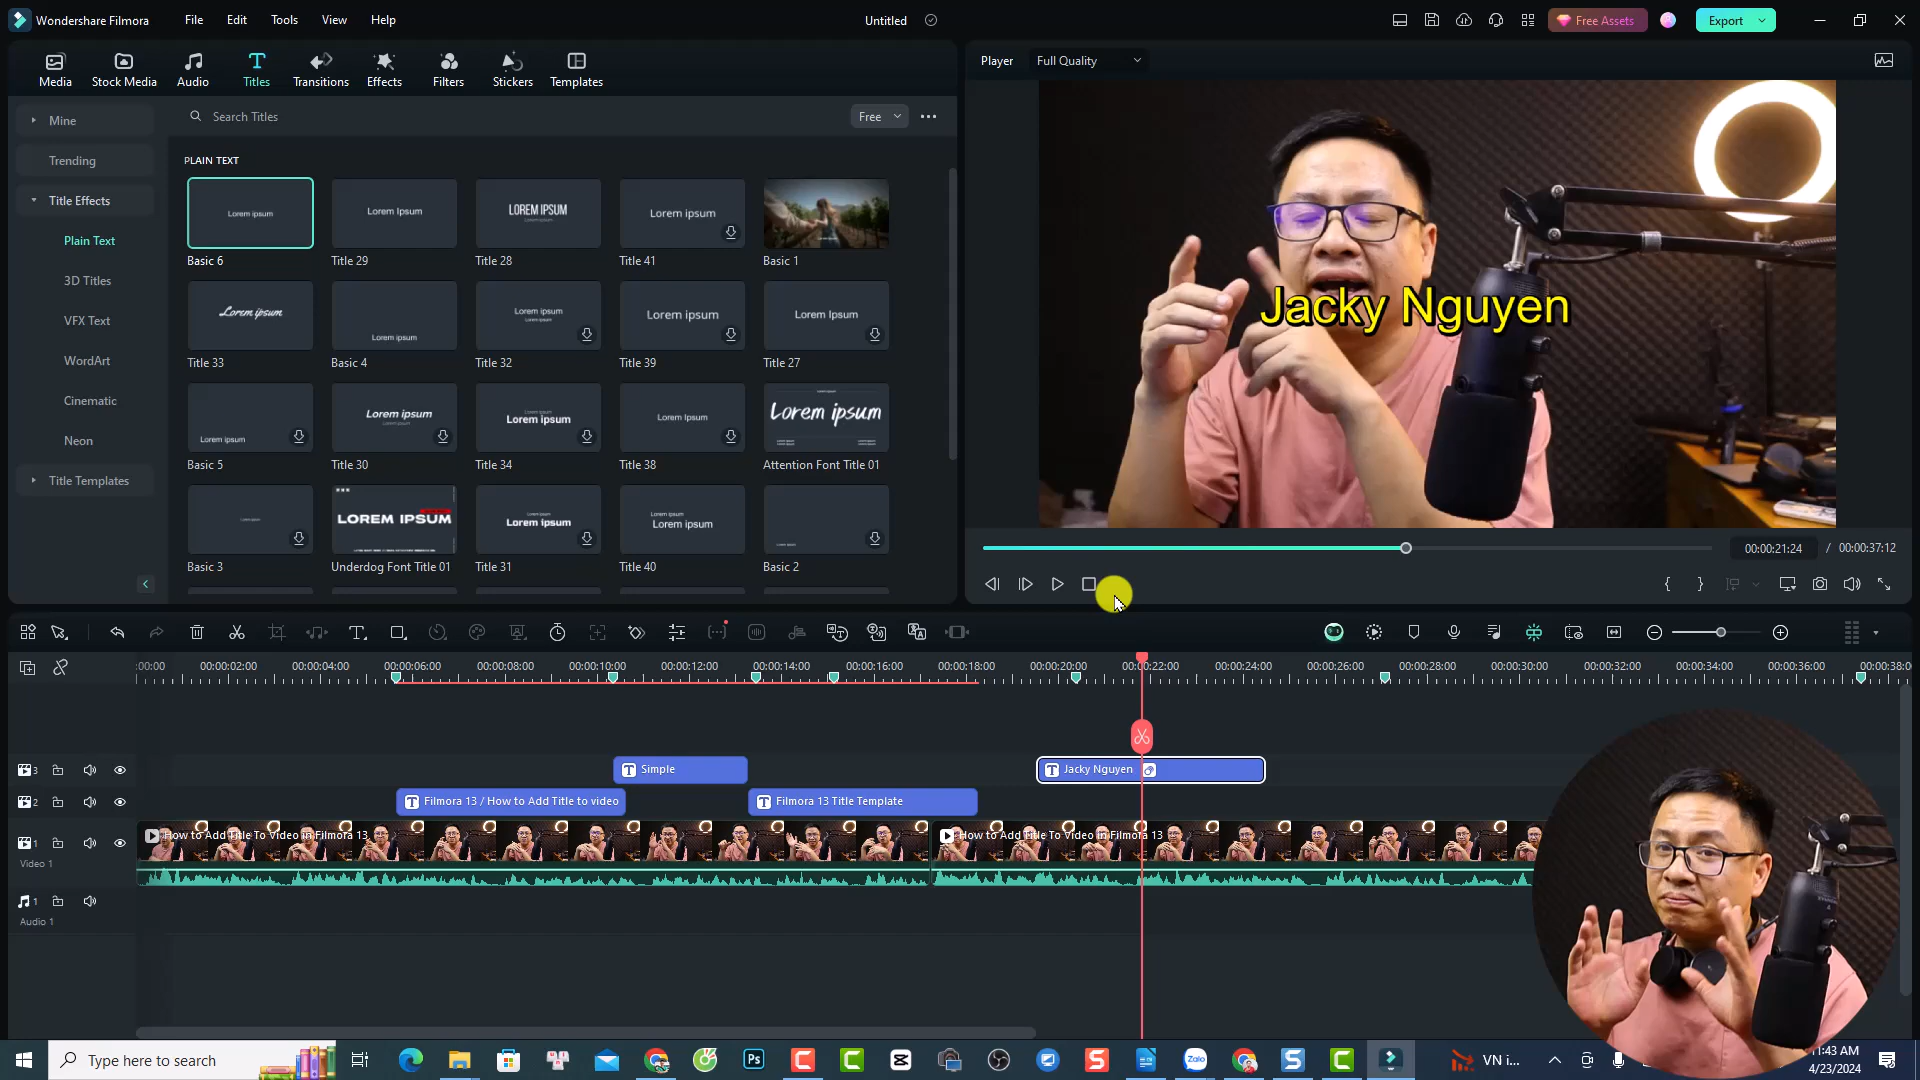 Wondershare Filmora
File
Edit
Tools
View
Help
Untitled
Free Assets
Export
Media
Stock Media
Audio
Titles
Transitions
Effects
Filters
Stickers
Templates
Player
Full Quality
Mine
Search Titles
Free
Trending
Title Effects
Plain Text
3D Titles
VFX Text
WordArt
Cinematic
Neon
Title Templates
PLAIN TEXT
Lorem ipsum
Lorem Ipsum
LOREM IPSUM
Lorem ipsum
Basic 6
Title 29
Title 28
Title 41
Basic 1
Lorem ipsum
Lorem ipsum
Lorem ipsum
Lorem ipsum
Lorem Ipsum
Title 33
Basic 4
Title 32
Title 39
Title 27
Lorem ipsum
Lorem ipsum
Lorem ipsum
Lorem Ipsum
Lorem ipsum
Basic 5
Title 30
Title 34
Title 38
Attention Font Title 01
LOREM IPSUM
Lorem ipsum
Lorem ipsum
Basic 3
Underdog Font Title 01
Title 31
Title 40
Basic 2
Jacky Nguyen
00:00:21:24 / 00:00:37:12
:00:00
00:00:02:00
00:00:04:00
00:00:06:00
00:00:08:00
00:00:10:00
00:00:12:00
00:00:14:00
00:00:16:00
00:00:18:00
00:00:20:00
00:00:22:00
00:00:24:00
00:00:26:00
00:00:28:00
00:00:30:00
00:00:32:00
00:00:34:00
00:00:36:00
00:00:38:0
3
Simple
Jacky Nguyen
2
Filmora 13 / How to Add Title to video
Filmora 13 Title Template
1
How to Add Title To Video in Filmora 13
How to Add Title To Video in Filmora 13
Video 1
1
Audio 1
Type here to search
Ps
Zalo
VN i...
11:43 AM
4/23/2024